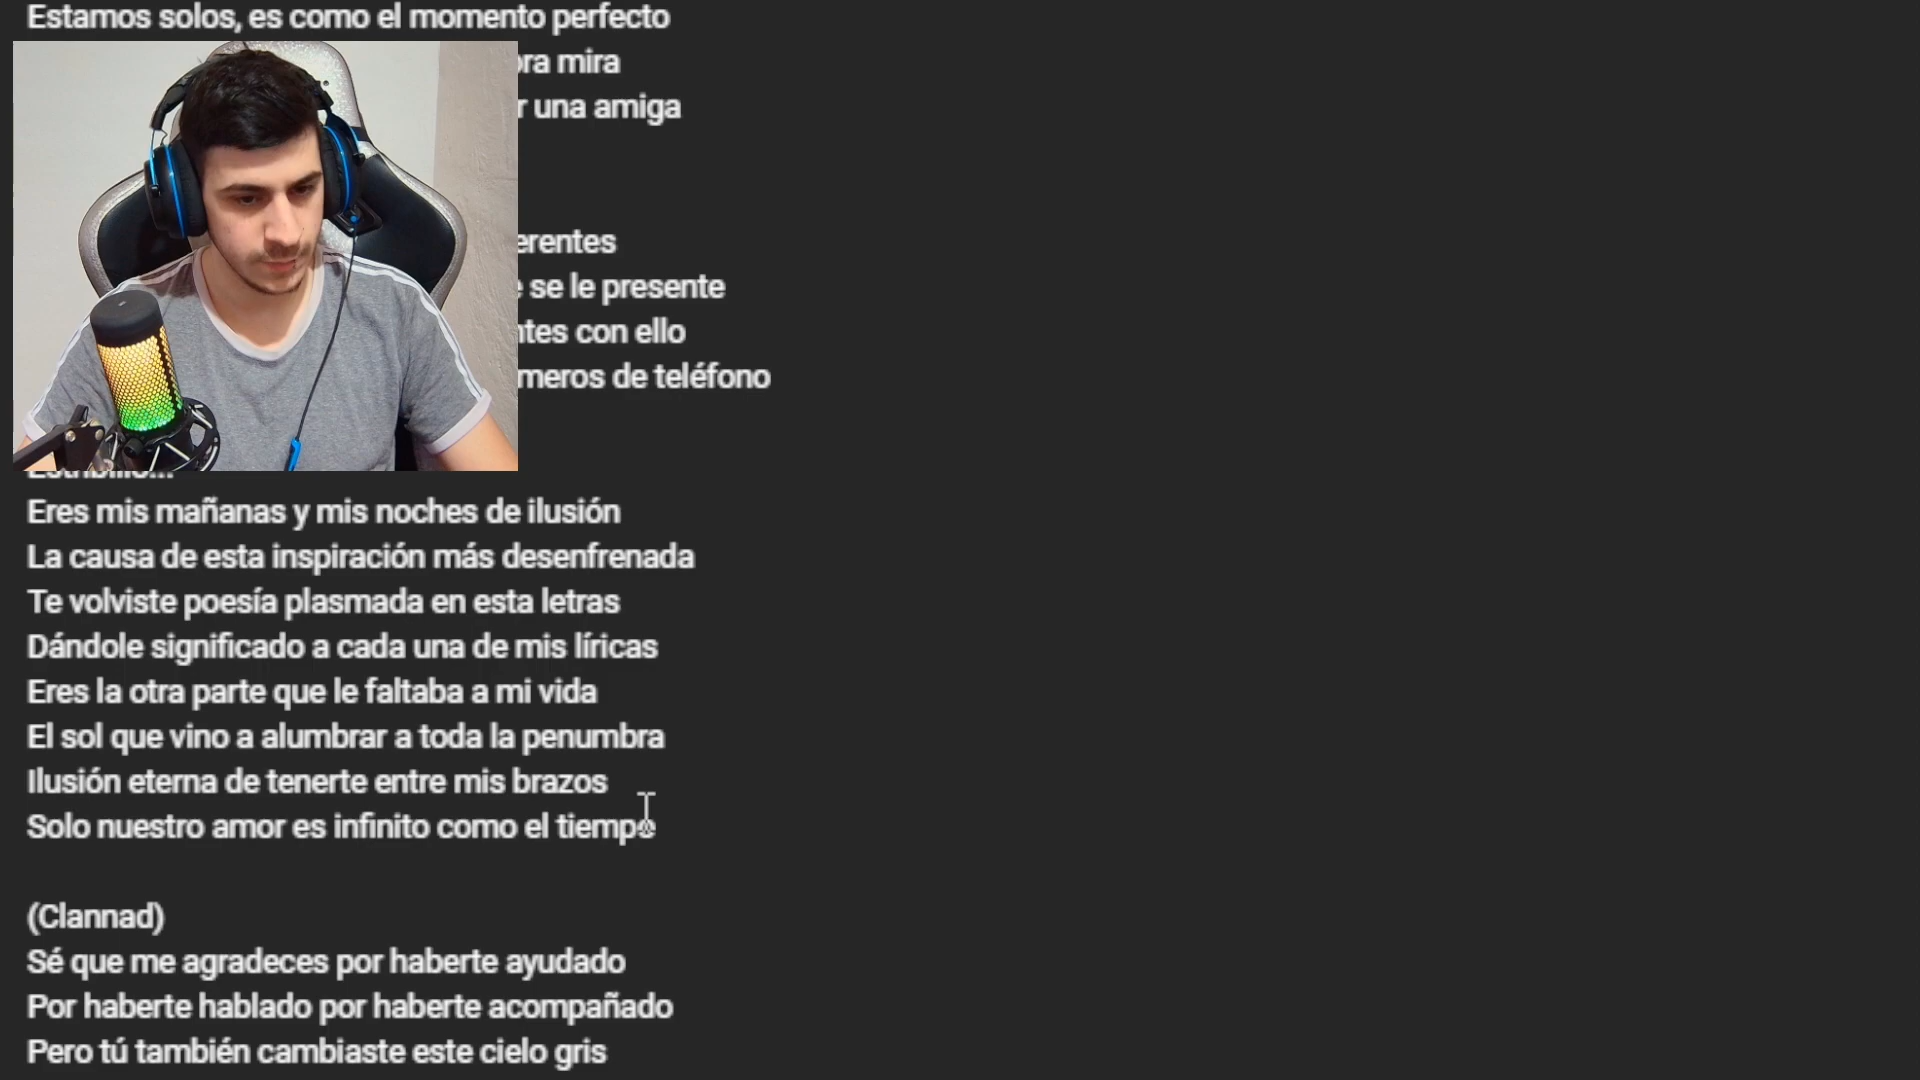 Estamos solos, es como el momento perfecto
mira
una amiga
se le presente
con ello
de teléfono
Eres mis mañanas y mis noches de ilusión
La causa de esta inspiración más desenfrenada
Te volviste poesía plasmada en esta letras
Dándole significado a cada una de mis líricas
Eres la otra parte que le faltaba a mi vida
El sol que vino a alumbrar a toda la penumbra
Ilusión eterna de tenerte entre mis brazos
Solo nuestro amor es infinito como el tiempo
(Clannad)
Sé que me agradeces por haberte ayudado
Por haberte hablado por haberte acompañado
Pero tú también cambiaste este cielo gris